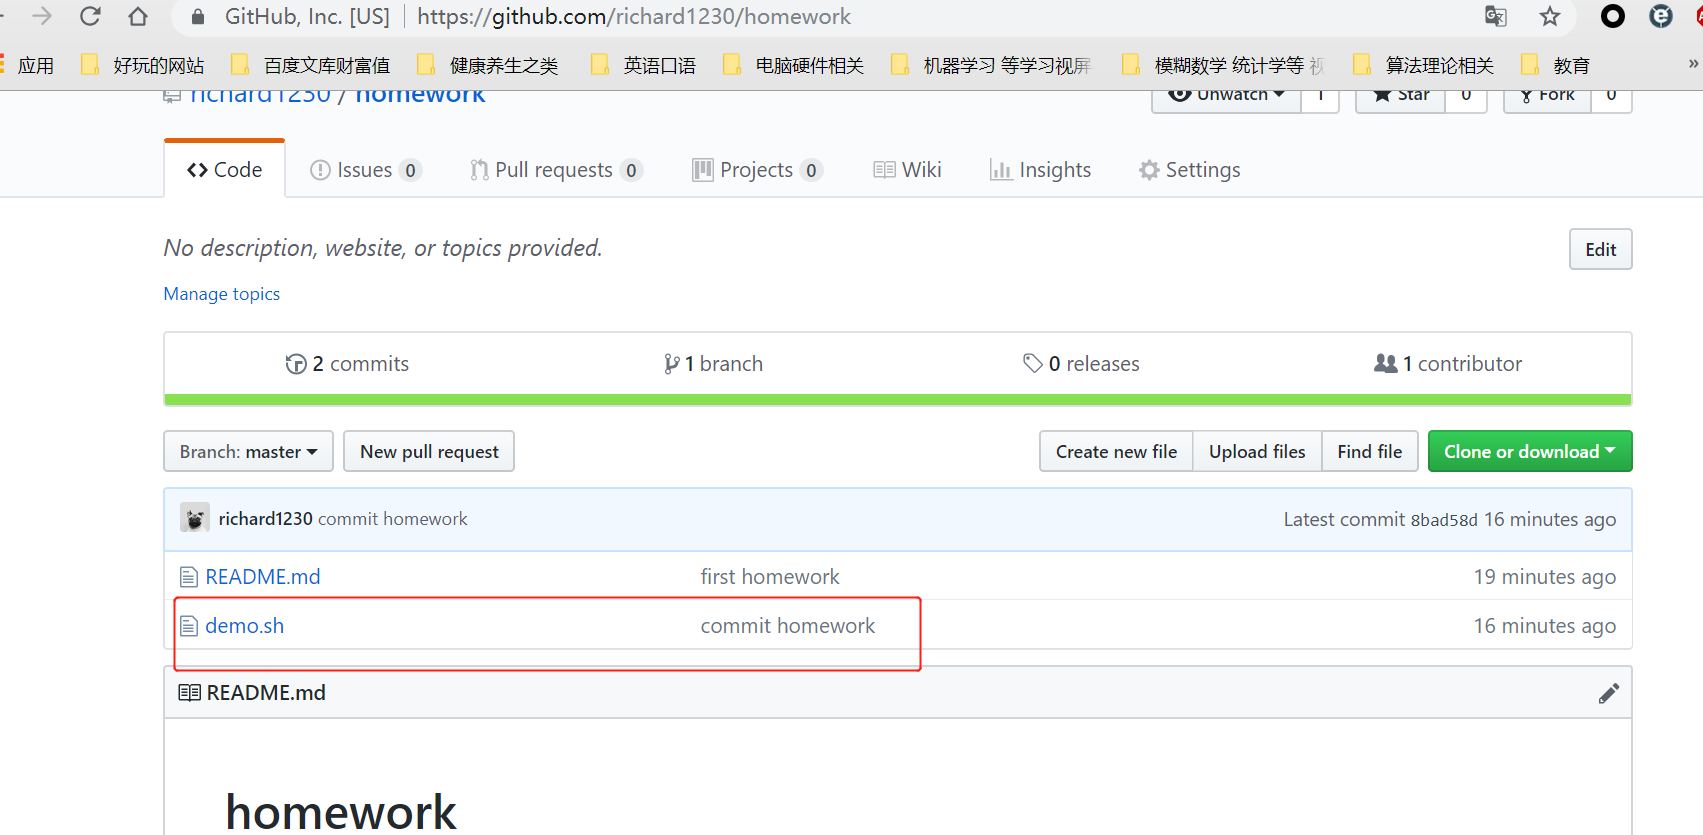 GitHub, Inc. [US] https://github.com/richard1230/homework
应用 好玩的网站 百度文库财富值 健康养生之类 英语口语 电脑硬件相关 机器学习 等学习视屏 模糊数学 统计学等 算法理论相关 教育 »
richard1230 / homework Unwatch 1 Star 0 Fork 0
Code Issues 0 Pull requests 0 Projects 0 Wiki Insights Settings
No description, website, or topics provided. Edit
Manage topics
2 commits 1 branch 0 releases 1 contributor
Branch: master New pull request Create new file Upload files Find file Clone or download
richard1230 commit homework Latest commit 8bad58d 16 minutes ago
README.md first homework 19 minutes ago
demo.sh commit homework 16 minutes ago
README.md
homework